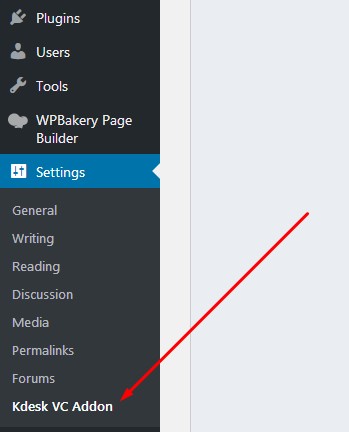 Plugins
Users
Tools
WPBakery Page
Builder
Settings
General
Writing
Reading
Discussion
Media
Permalinks
Forums
Kdesk VC Addon